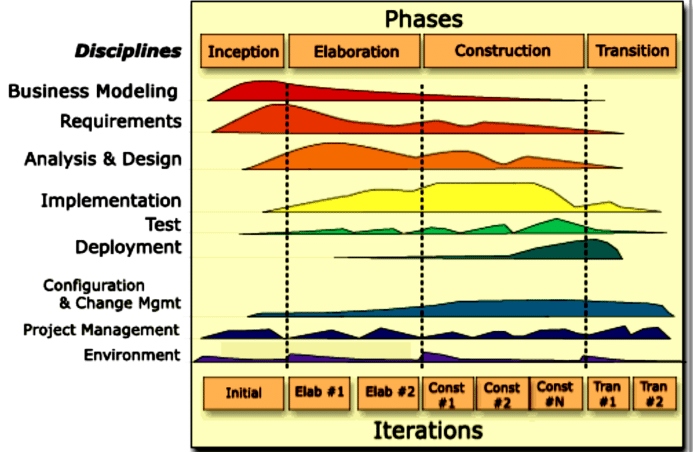 Phases
Disciplines
Inception
Elaboration
Construction
Transition
Business Modeling
Requirements
Analysis & Design
Implementation
Test
Deployment
Configuration
& Change Mgmt
Project Management
Environment
Initial
Elab #1
Elab #2
Const
#1
Const
#2
Const
#N
Tran
#1
Tran
#2
Iterations